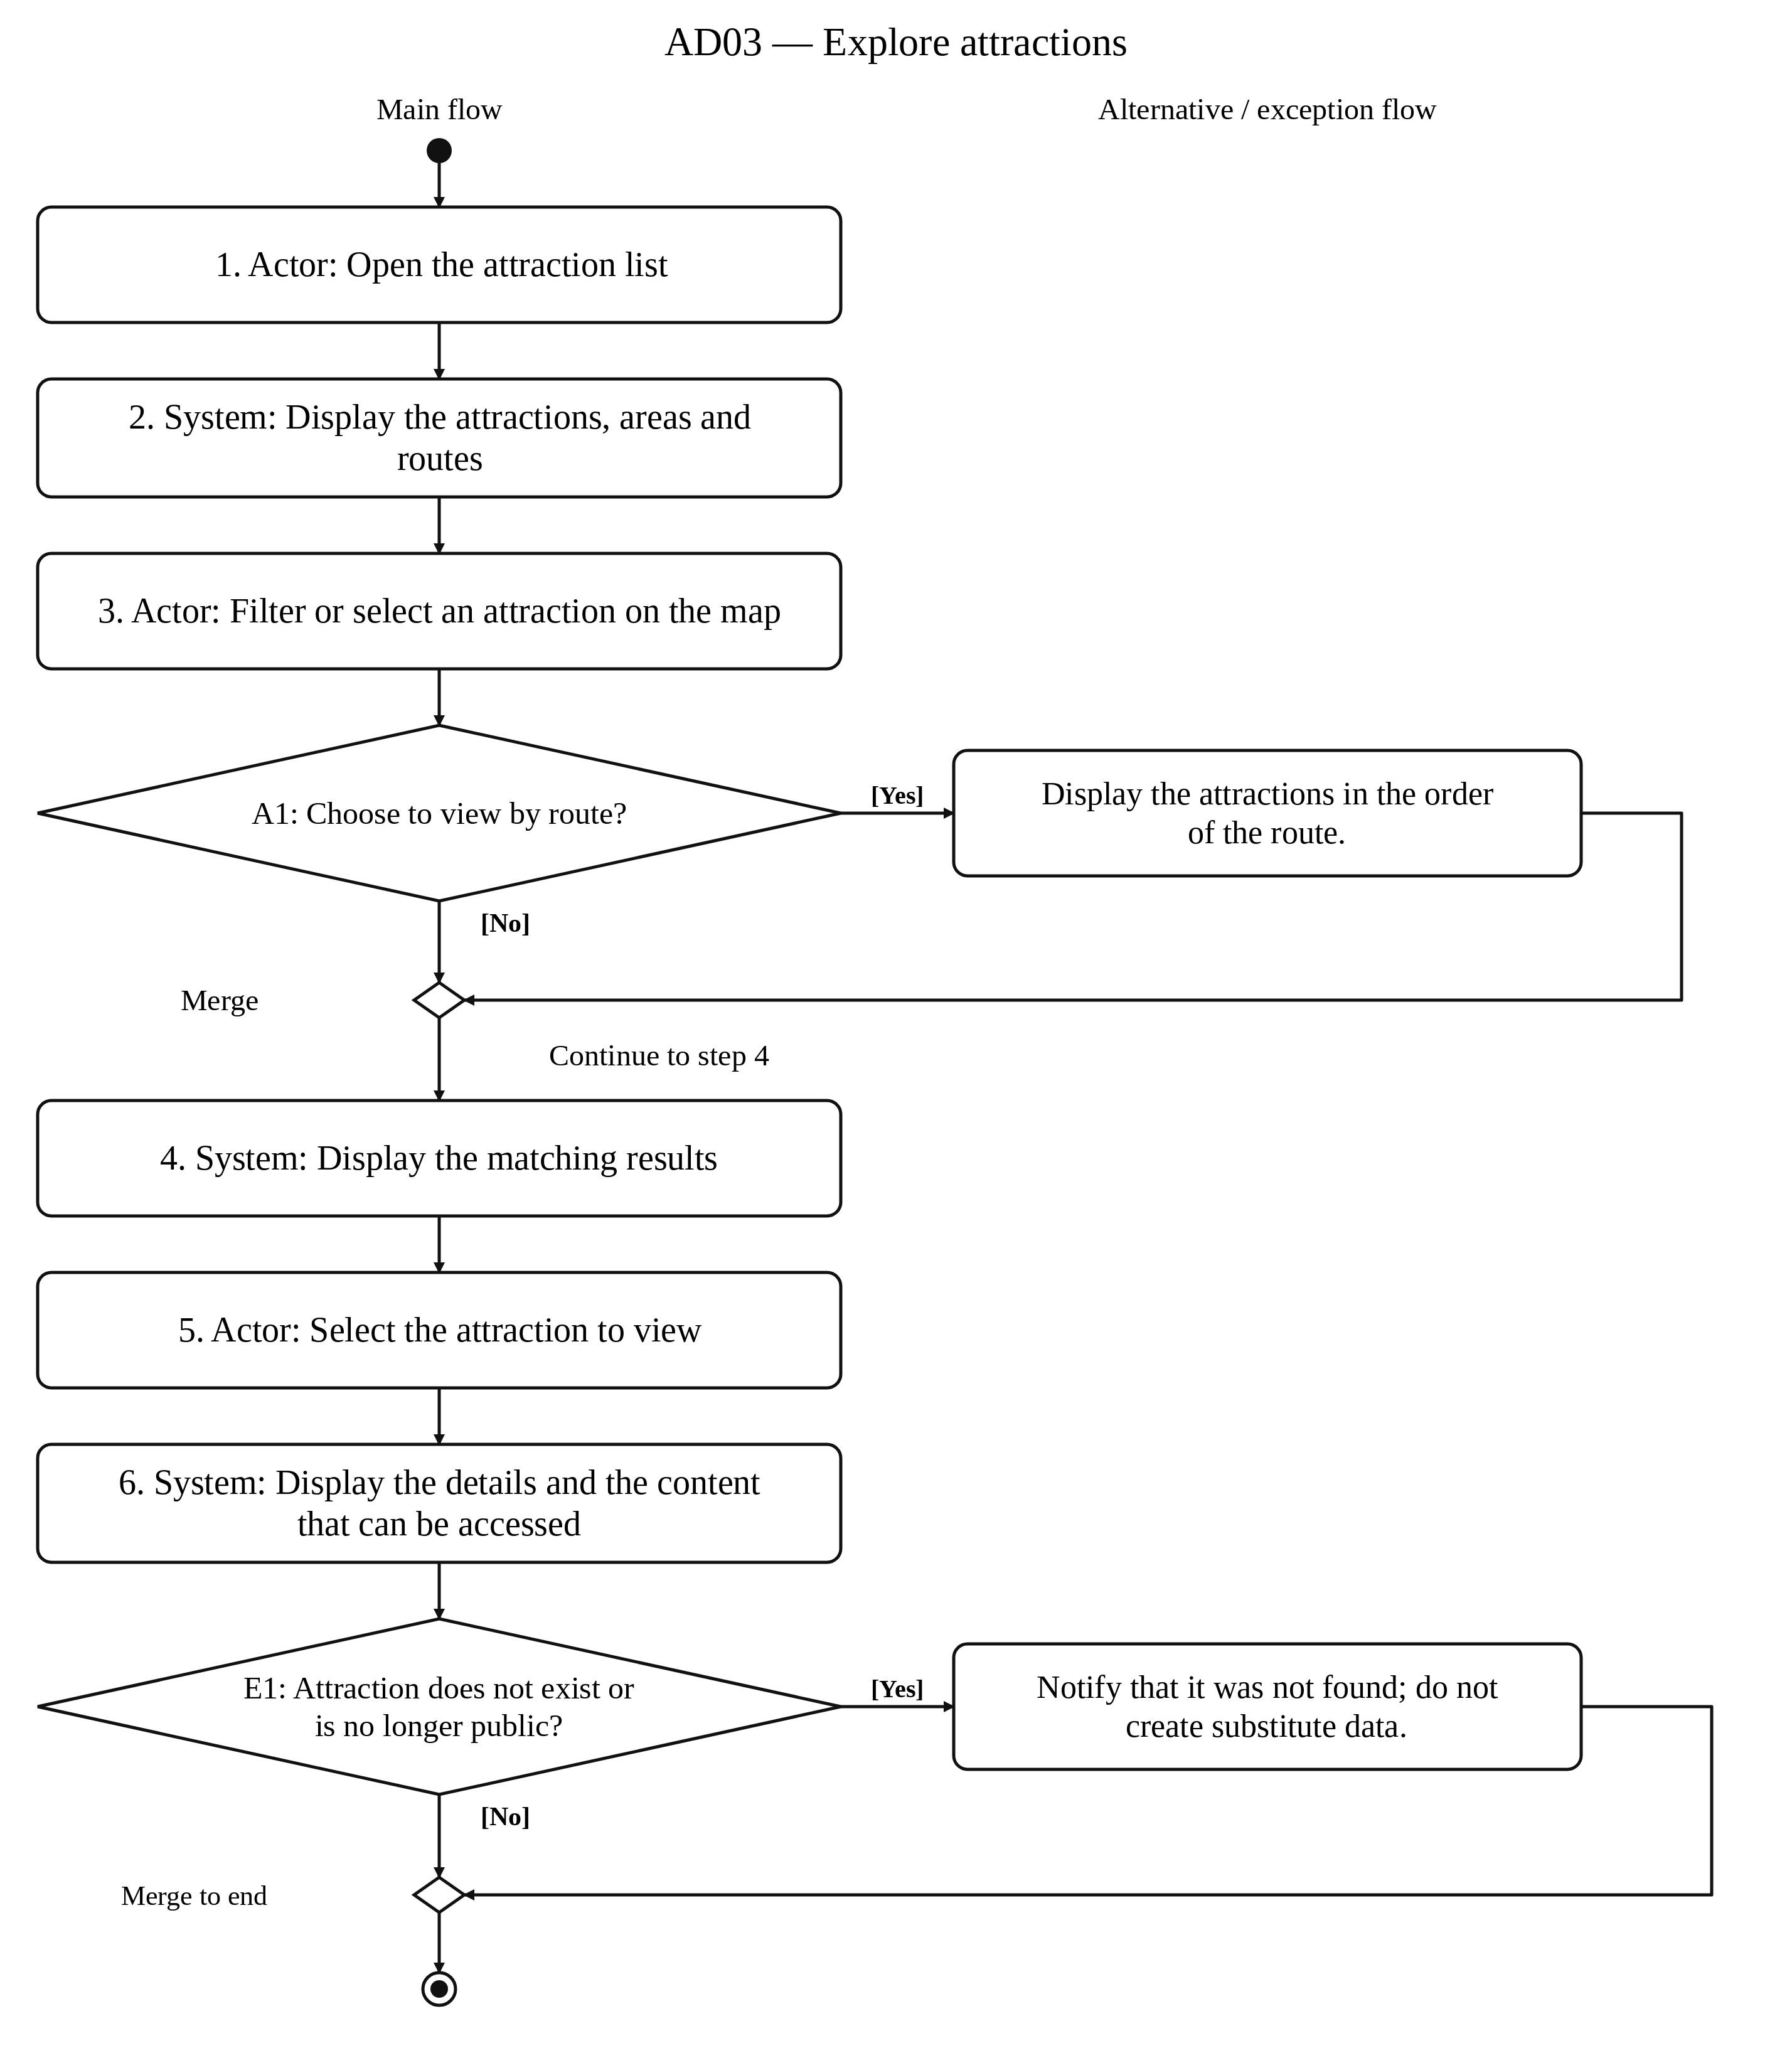 AD03 — Explore attractions
Main flow
Alternative / exception flow
1. Actor: Open the attraction list
2. System: Display the attractions, areas and
routes
3. Actor: Filter or select an attraction on the map
A1: Choose to view by route?
[Yes]
Display the attractions in the order
of the route.
[No]
Merge
Continue to step 4
4. System: Display the matching results
5. Actor: Select the attraction to view
6. System: Display the details and the content
that can be accessed
E1: Attraction does not exist or
is no longer public?
[Yes]
Notify that it was not found; do not
create substitute data.
[No]
Merge to end